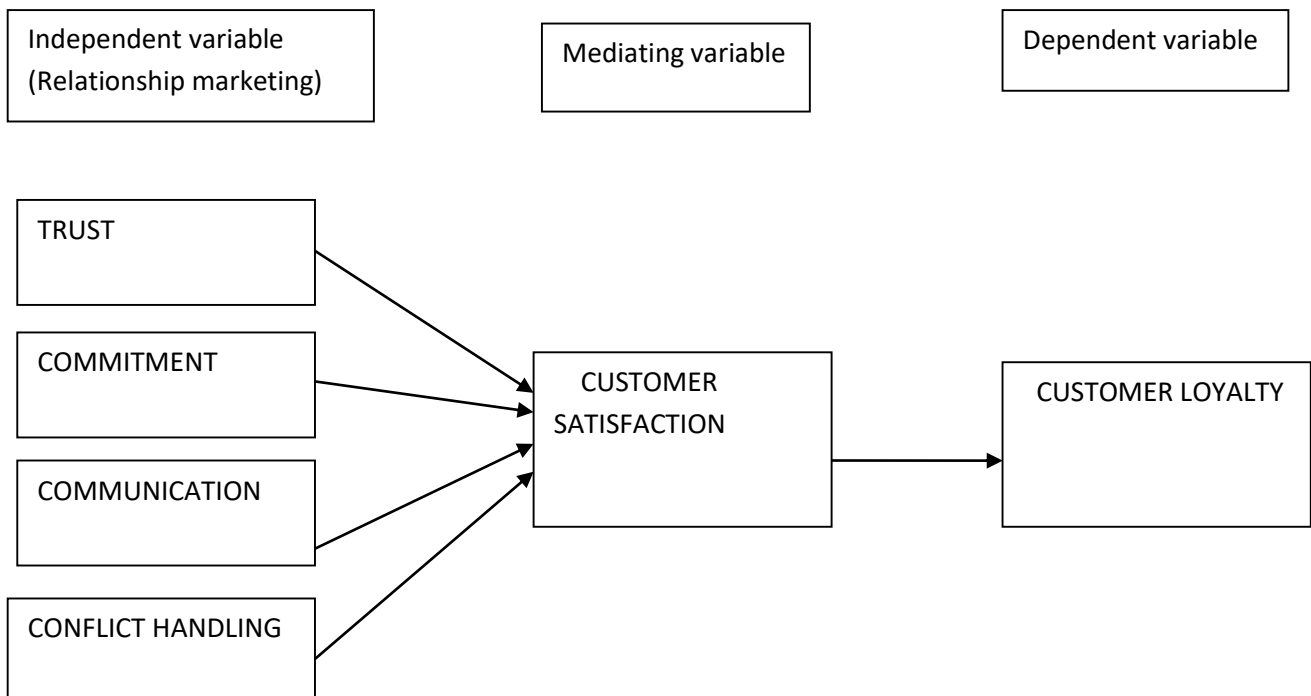 Independent variable
(Relationship marketing)
Mediating variable
Dependent variable
TRUST
COMMITMENT
COMMUNICATION
CONFLICT HANDLING
CUSTOMER
SATISFACTION
CUSTOMER LOYALTY